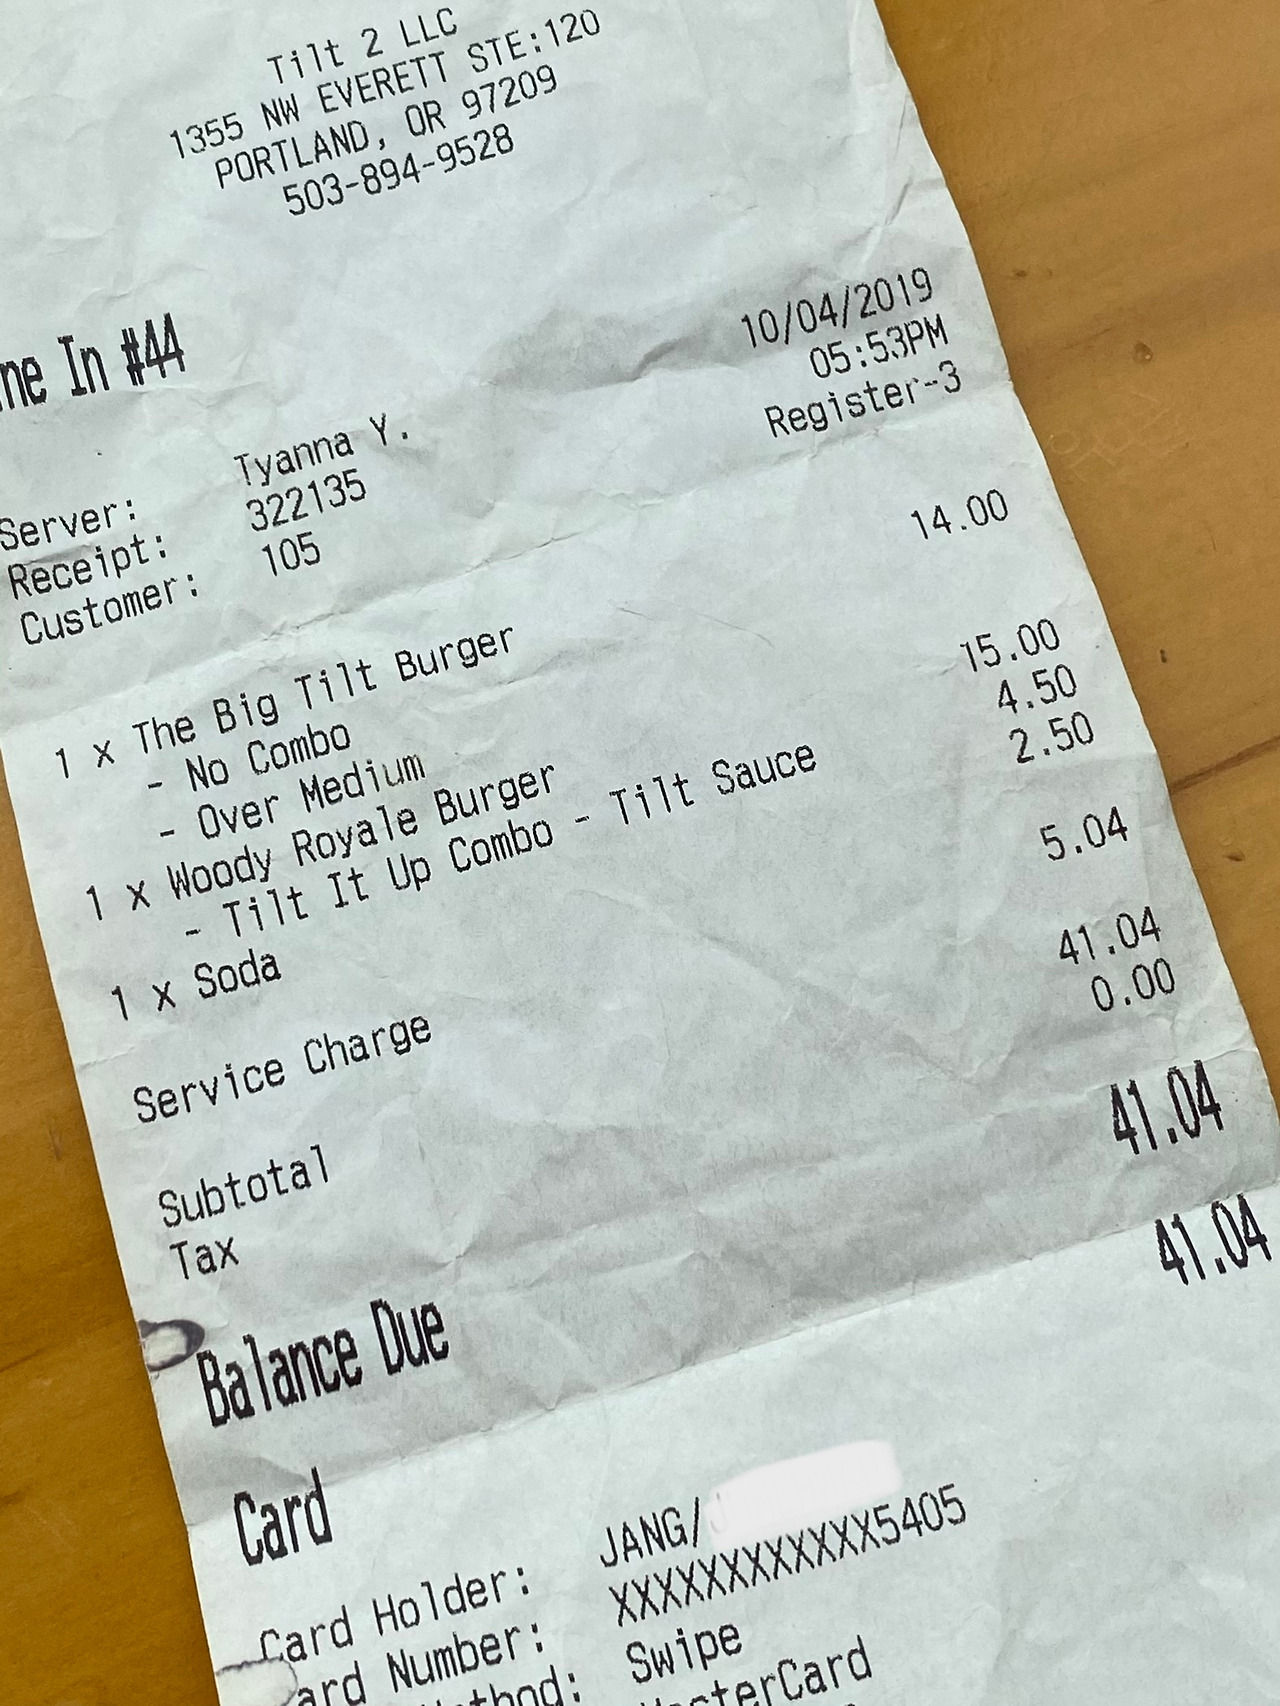 Tilt 2 LLC
1355 NW EVERETT STE:120
PORTLAND, OR 97209
503-894-9528
ne In #44
10/04/2019
05:53PM
Register-3
Server: Tyanna Y.
Receipt: 322135
Customer: 105
1 x The Big Tilt Burger 14.00
- No Combo
- Over Medium
1 x Woody Royale Burger 15.00
- Tilt It Up Combo - Tilt Sauce 4.50
1 x Soda 2.50
Service Charge 5.04
Subtotal 41.04
Tax 0.00
Balance Due 41.04
Card 41.04
Card Holder: JANG/
ard Number: XXXXXXXXXXXX5405
Swipe